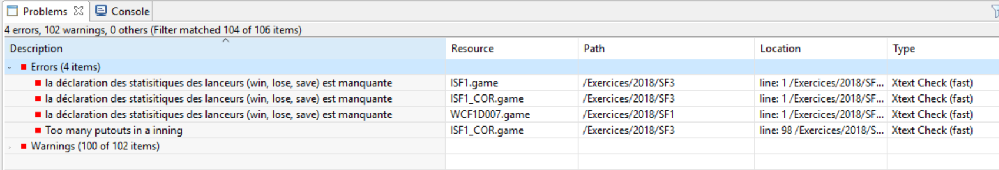 Problems Console
4 errors, 102 warnings, 0 others (Filter matched 104 of 106 items)
Description Resource Path Location Type
Errors (4 items)
la déclaration des statisitiques des lanceurs (win, lose, save) est manquante ISF1.game /Exercices/2018/SF3 line: 1 /Exercices/2018/SF... Xtext Check (fast)
la déclaration des statisitiques des lanceurs (win, lose, save) est manquante ISF1_COR.game /Exercices/2018/SF3 line: 1 /Exercices/2018/SF... Xtext Check (fast)
la déclaration des statisitiques des lanceurs (win, lose, save) est manquante WCF1D007.game /Exercices/2018/SF1 line: 1 /Exercices/2018/SF... Xtext Check (fast)
Too many putouts in a inning ISF1_COR.game /Exercices/2018/SF3 line: 98 /Exercices/2018/S... Xtext Check (fast)
Warnings (100 of 102 items)